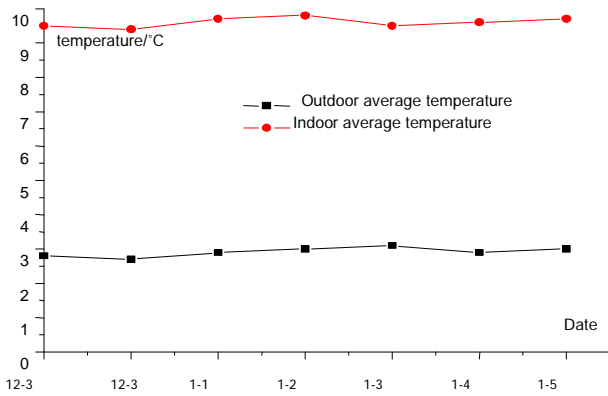 10
temperature/°C
9
8
Outdoor average temperature
7
Indoor average temperature
6
5
4
3
2
1
Date
0
12-3 12-3 1-1 1-2 1-3 1-4 1-5